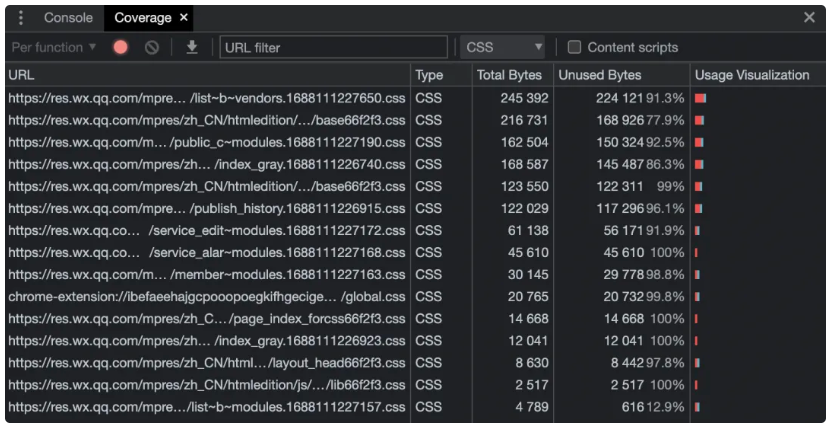 Console Coverage ×
Per function ▼ URL filter CSS ▼ Content scripts
URL Type Total Bytes Unused Bytes Usage Visualization
https://res.wx.qq.com/mpres… /list~b~vendors.1688111227650.css CSS 245 392 224 121 91.3%
https://res.wx.qq.com/mpres/zh_CN/htmledition/…/base66f2f3.css CSS 216 731 168 926 77.9%
https://res.wx.qq.com/m… /public_c~modules.1688111227190.css CSS 162 504 150 324 92.5%
https://res.wx.qq.com/mpres/zh… /index_gray.1688111226740.css CSS 168 587 145 487 86.3%
https://res.wx.qq.com/mpres/zh_CN/htmledition/…/base66f2f3.css CSS 123 550 122 311 99%
https://res.wx.qq.com/mpre… /publish_history.1688111226915.css CSS 122 029 117 296 96.1%
https://res.wx.qq.co… /service_edit~modules.1688111227172.css CSS 61 138 56 171 91.9%
https://res.wx.qq.co… /service_alar~modules.1688111227168.css CSS 45 610 45 610 100%
https://res.wx.qq.com/m… /member~modules.1688111227163.css CSS 30 145 29 778 98.8%
chrome-extension://ibefaeehajgcpooopoegkifhgecige… /global.css CSS 20 765 20 732 99.8%
https://res.wx.qq.com/mpres/zh_C…/page_index_forcss66f2f3.css CSS 14 668 14 668 100%
https://res.wx.qq.com/mpres/zh… /index_gray.1688111226923.css CSS 12 041 12 041 100%
https://res.wx.qq.com/mpres/zh_CN/html…/layout_head66f2f3.css CSS 8 630 8 442 97.8%
https://res.wx.qq.com/mpres/zh_CN/htmledition/js/…/lib66f2f3.css CSS 2 517 2 517 100%
https://res.wx.qq.com/mpre…/list~b~modules.1688111227157.css CSS 4 789 616 12.9%